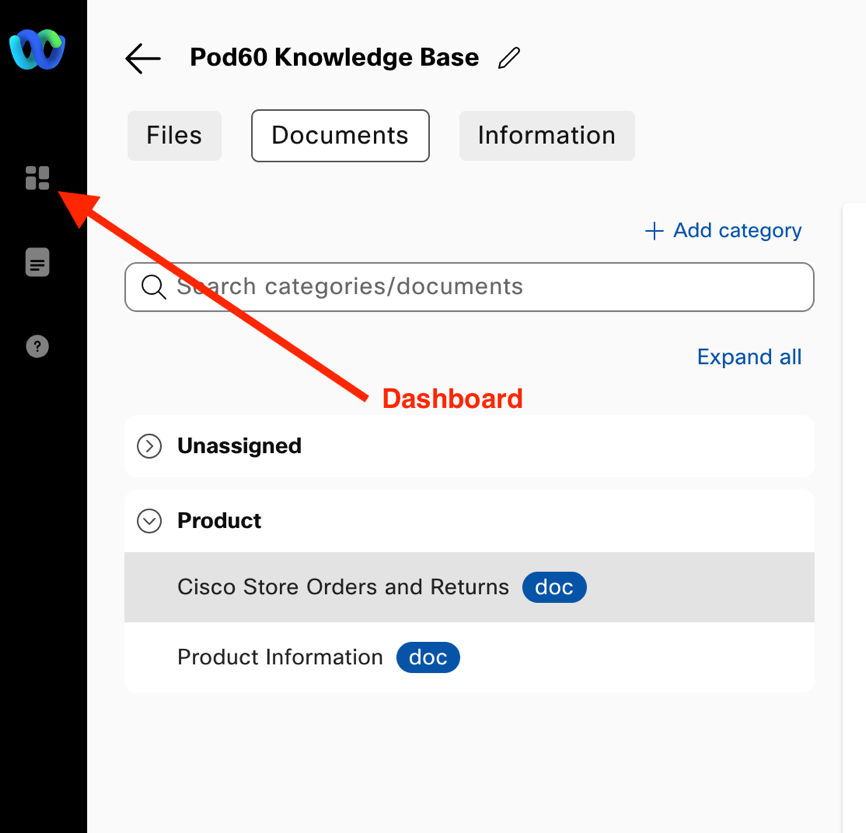 Pod60 Knowledge Base
Files Documents Information
+ Add category
Search categories/documents
Expand all
Dashboard
Unassigned
Product
Cisco Store Orders and Returns doc
Product Information doc
?